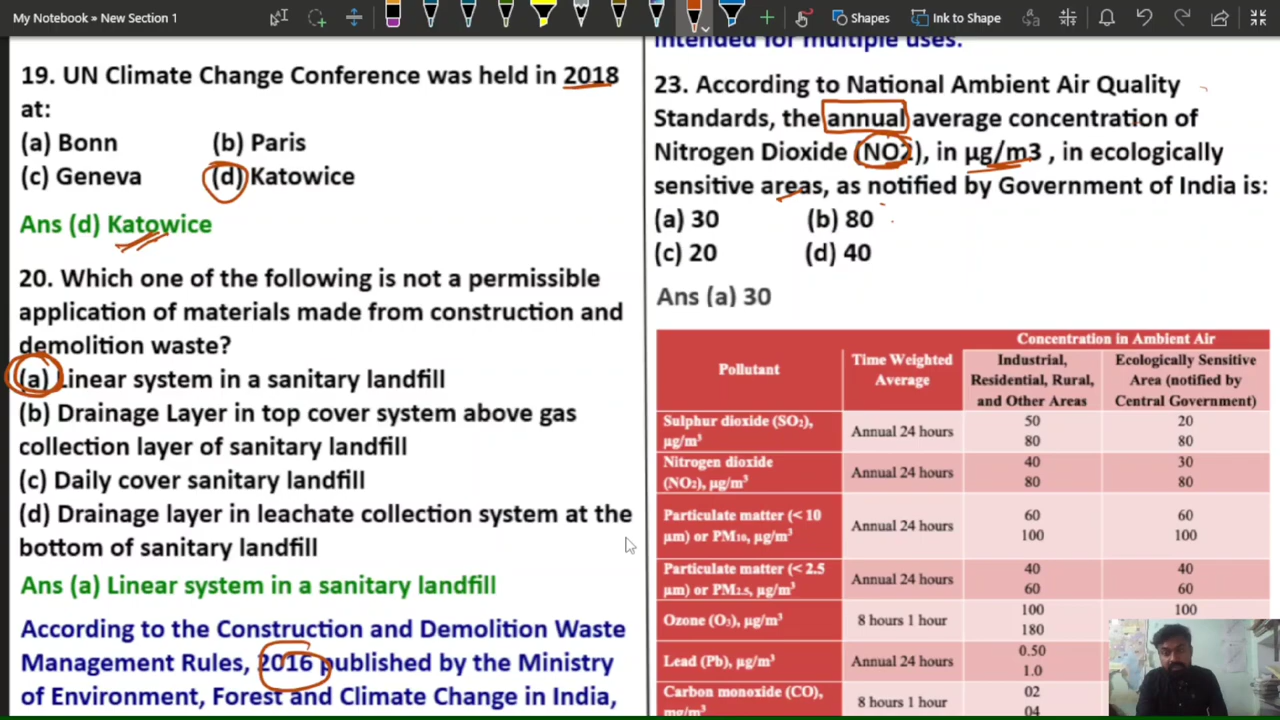 My Notebook » New Section 1
Shapes
Ink to Shape
19. UN Climate Change Conference was held in 2018
at:
(a) Bonn (b) Paris
(c) Geneva (d) Katowice
Ans (d) Katowice
20. Which one of the following is not a permissible
application of materials made from construction and
demolition waste?
(a) Linear system in a sanitary landfill
(b) Drainage Layer in top cover system above gas
collection layer of sanitary landfill
(c) Daily cover sanitary landfill
(d) Drainage layer in leachate collection system at the
bottom of sanitary landfill
Ans (a) Linear system in a sanitary landfill
According to the Construction and Demolition Waste
Management Rules, 2016 published by the Ministry
of Environment, Forest and Climate Change in India,
intended for multiple uses.
23. According to National Ambient Air Quality
Standards, the annual average concentration of
Nitrogen Dioxide (NO2), in µg/m3 , in ecologically
sensitive areas, as notified by Government of India is:
(a) 30 (b) 80
(c) 20 (d) 40
Ans (a) 30
Concentration in Ambient Air
Pollutant Time Weighted Average Industrial, Residential, Rural, and Other Areas Ecologically Sensitive Area (notified by Central Government)
Sulphur dioxide (SO₂), µg/m³ Annual 24 hours 50 80 20 80
Nitrogen dioxide (NO₂), µg/m³ Annual 24 hours 40 80 30 80
Particulate matter (< 10 µm) or PM₁₀, µg/m³ Annual 24 hours 60 100 60 100
Particulate matter (< 2.5 µm) or PM₂.₅, µg/m³ Annual 24 hours 40 60 40 60
Ozone (O₃), µg/m³ 8 hours 1 hour 100 180 100
Lead (Pb), µg/m³ Annual 24 hours 0.50 1.0
Carbon monoxide (CO), mg/m³ 8 hours 1 hour 02 04